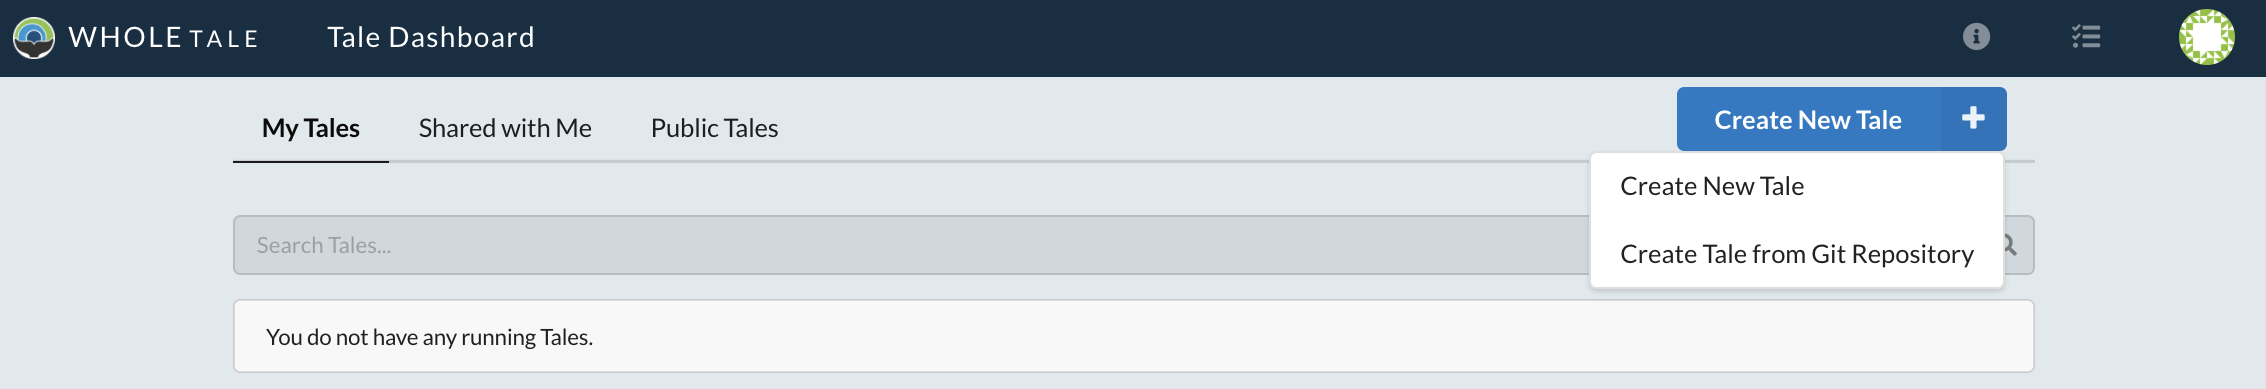 WHOLE TALE
Tale Dashboard
My Tales
Shared with Me
Public Tales
Create New Tale
Create New Tale
Create Tale from Git Repository
Search Tales...
You do not have any running Tales.